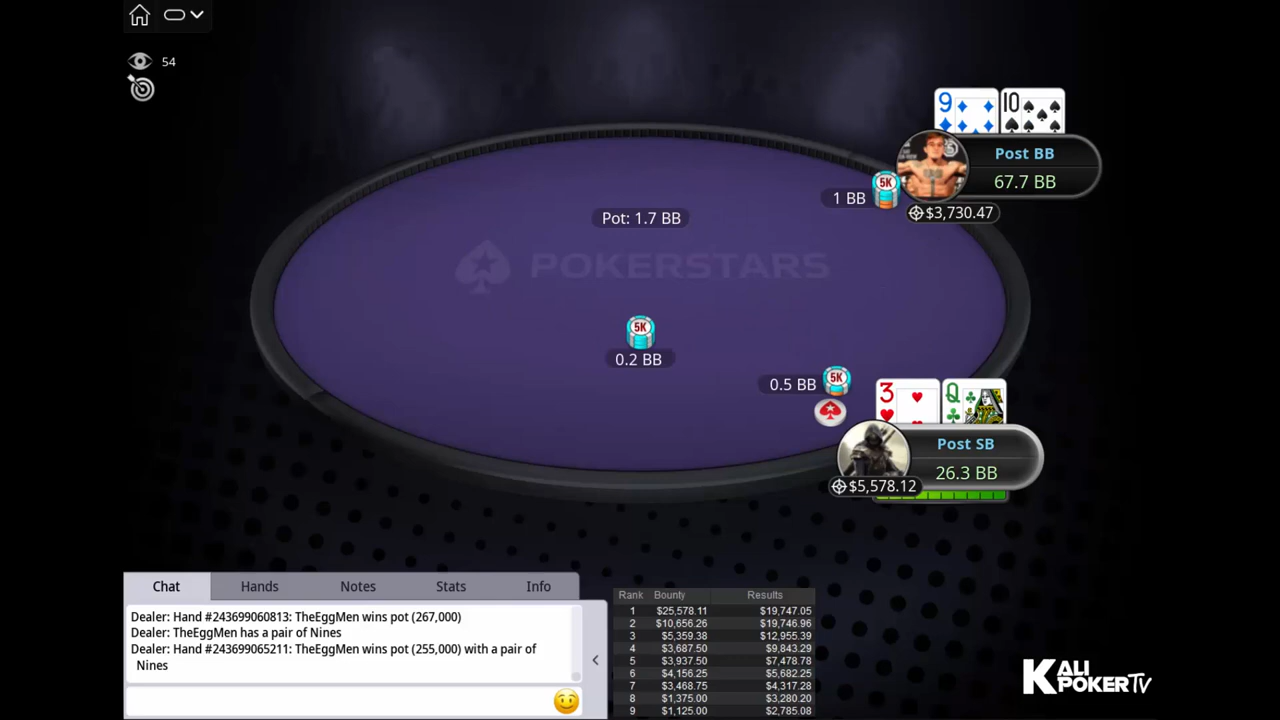 54
9 10
Post BB
67.7 BB
5K
1 BB
$3,730.47
Pot: 1.7 BB
POKERSTARS
5K
0.2 BB
5K
0.5 BB
3 Q
Post SB
26.3 BB
$5,578.12
Chat Hands Notes Stats Info
Dealer: Hand #243699060813: TheEggMen wins pot (267,000)
Dealer: TheEggMen has a pair of Nines
Dealer: Hand #243699065211: TheEggMen wins pot (255,000) with a pair of
Nines
Rank Bounty Results
1 $25,578.11 $19,747.05
2 $10,656.26 $19,746.96
3 $5,359.38 $12,955.39
4 $3,687.50 $9,843.29
5 $3,937.50 $7,478.78
6 $4,156.25 $5,682.25
7 $3,468.75 $4,317.28
8 $1,375.00 $3,280.20
9 $1,125.00 $2,785.08
KALI
POKERTV